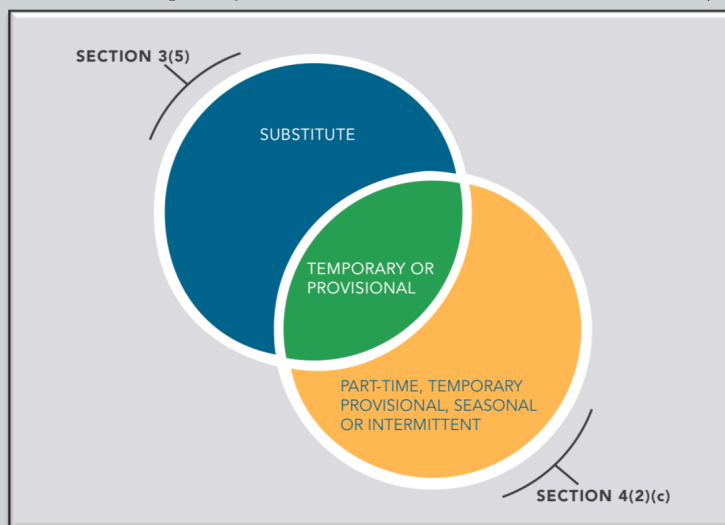 SECTION 3(5)
SUBSTITUTE
TEMPORARY OR
PROVISIONAL
PART-TIME, TEMPORARY
PROVISIONAL, SEASONAL
OR INTERMITTENT
SECTION 4(2)(c)